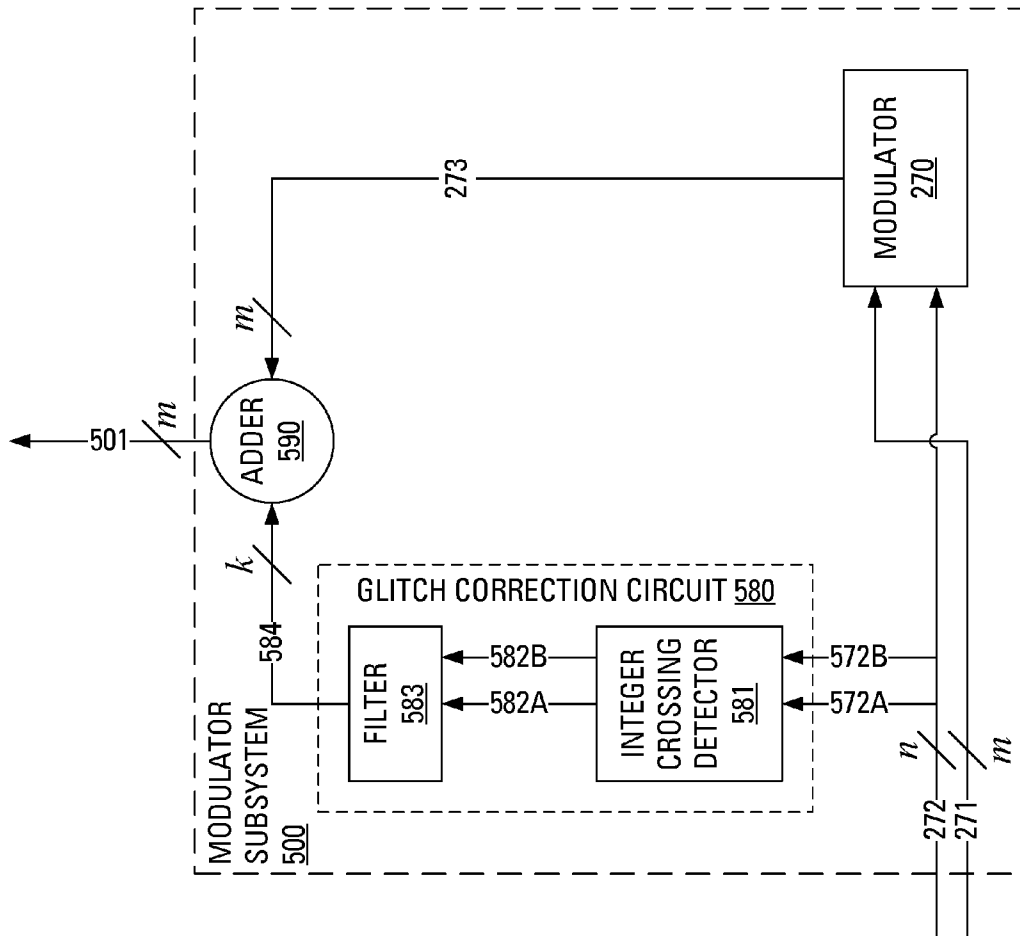 501
m
ADDER
590
m
273
k
584
MODULATOR
SUBSYSTEM
500
GLITCH CORRECTION CIRCUIT 580
FILTER
583
582B
582A
INTEGER
CROSSING
DETECTOR
581
572B
572A
MODULATOR
270
n
m
272
271